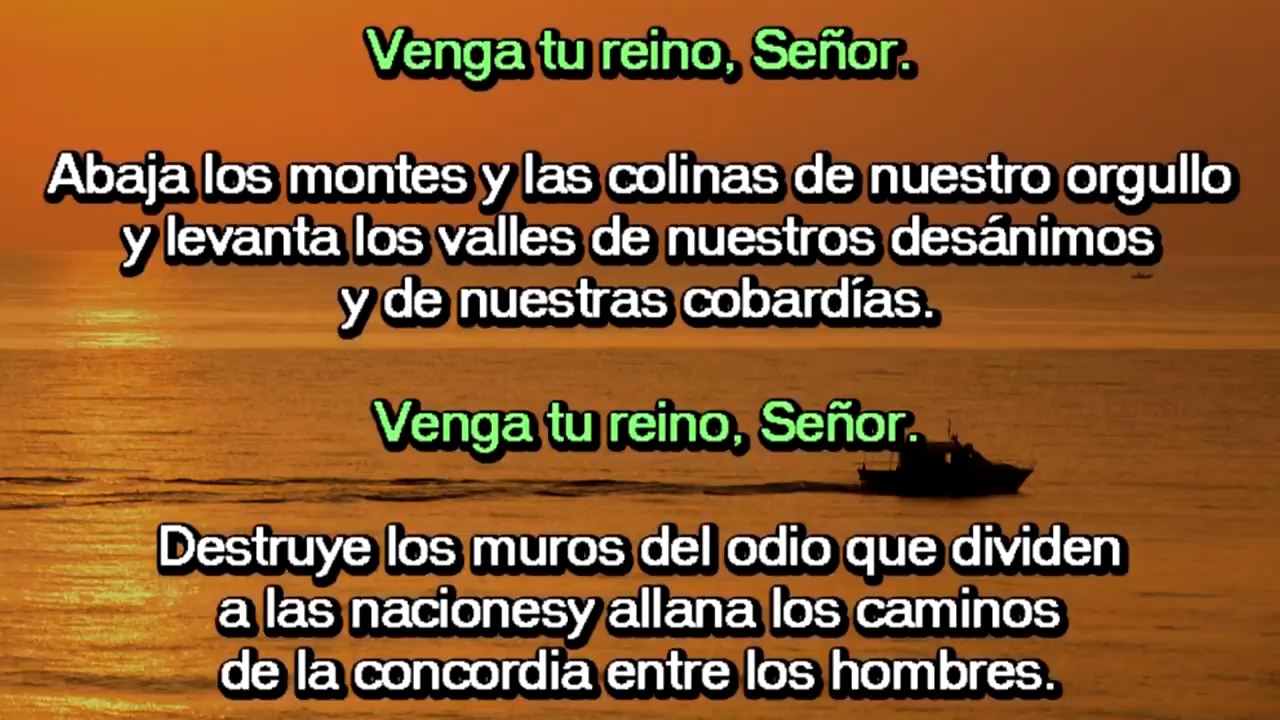 Venga tu reino, Señor.
Abaja los montes y las colinas de nuestro orgullo
y levanta los valles de nuestros desánimos
y de nuestras cobardías.
Venga tu reino, Señor.
Destruye los muros del odio que dividen
a las nacionesy allana los caminos
de la concordia entre los hombres.